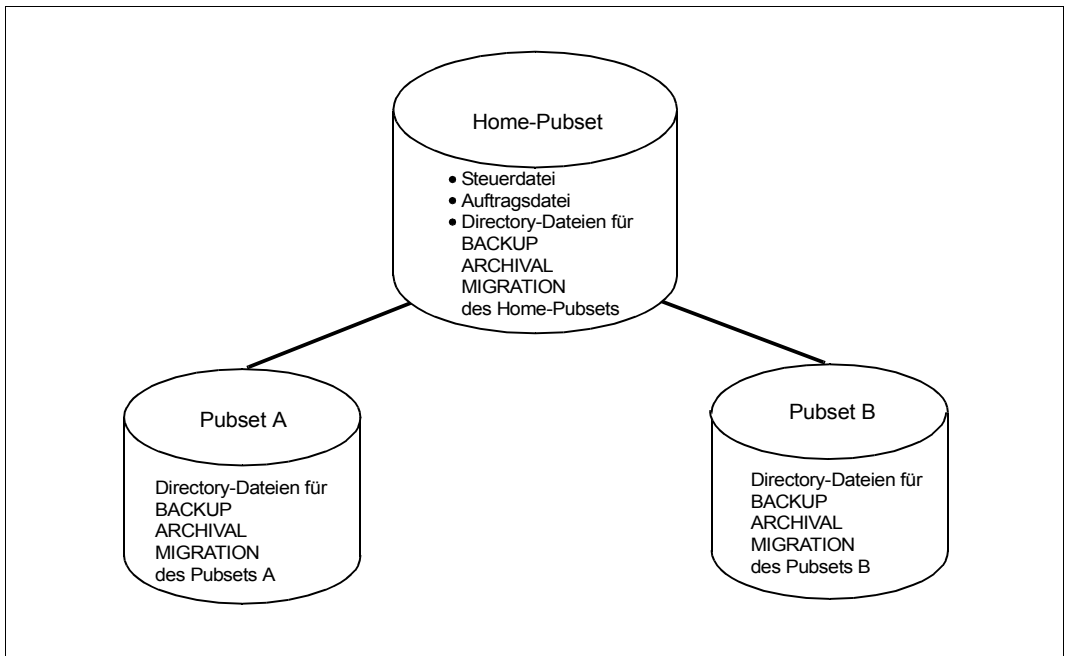 Home-Pubset
• Steuerdatei
• Auftragsdatei
• Directory-Dateien für
BACKUP
ARCHIVAL
MIGRATION
des Home-Pubsets
Pubset A
Directory-Dateien für
BACKUP
ARCHIVAL
MIGRATION
des Pubsets A
Pubset B
Directory-Dateien für
BACKUP
ARCHIVAL
MIGRATION
des Pubsets B